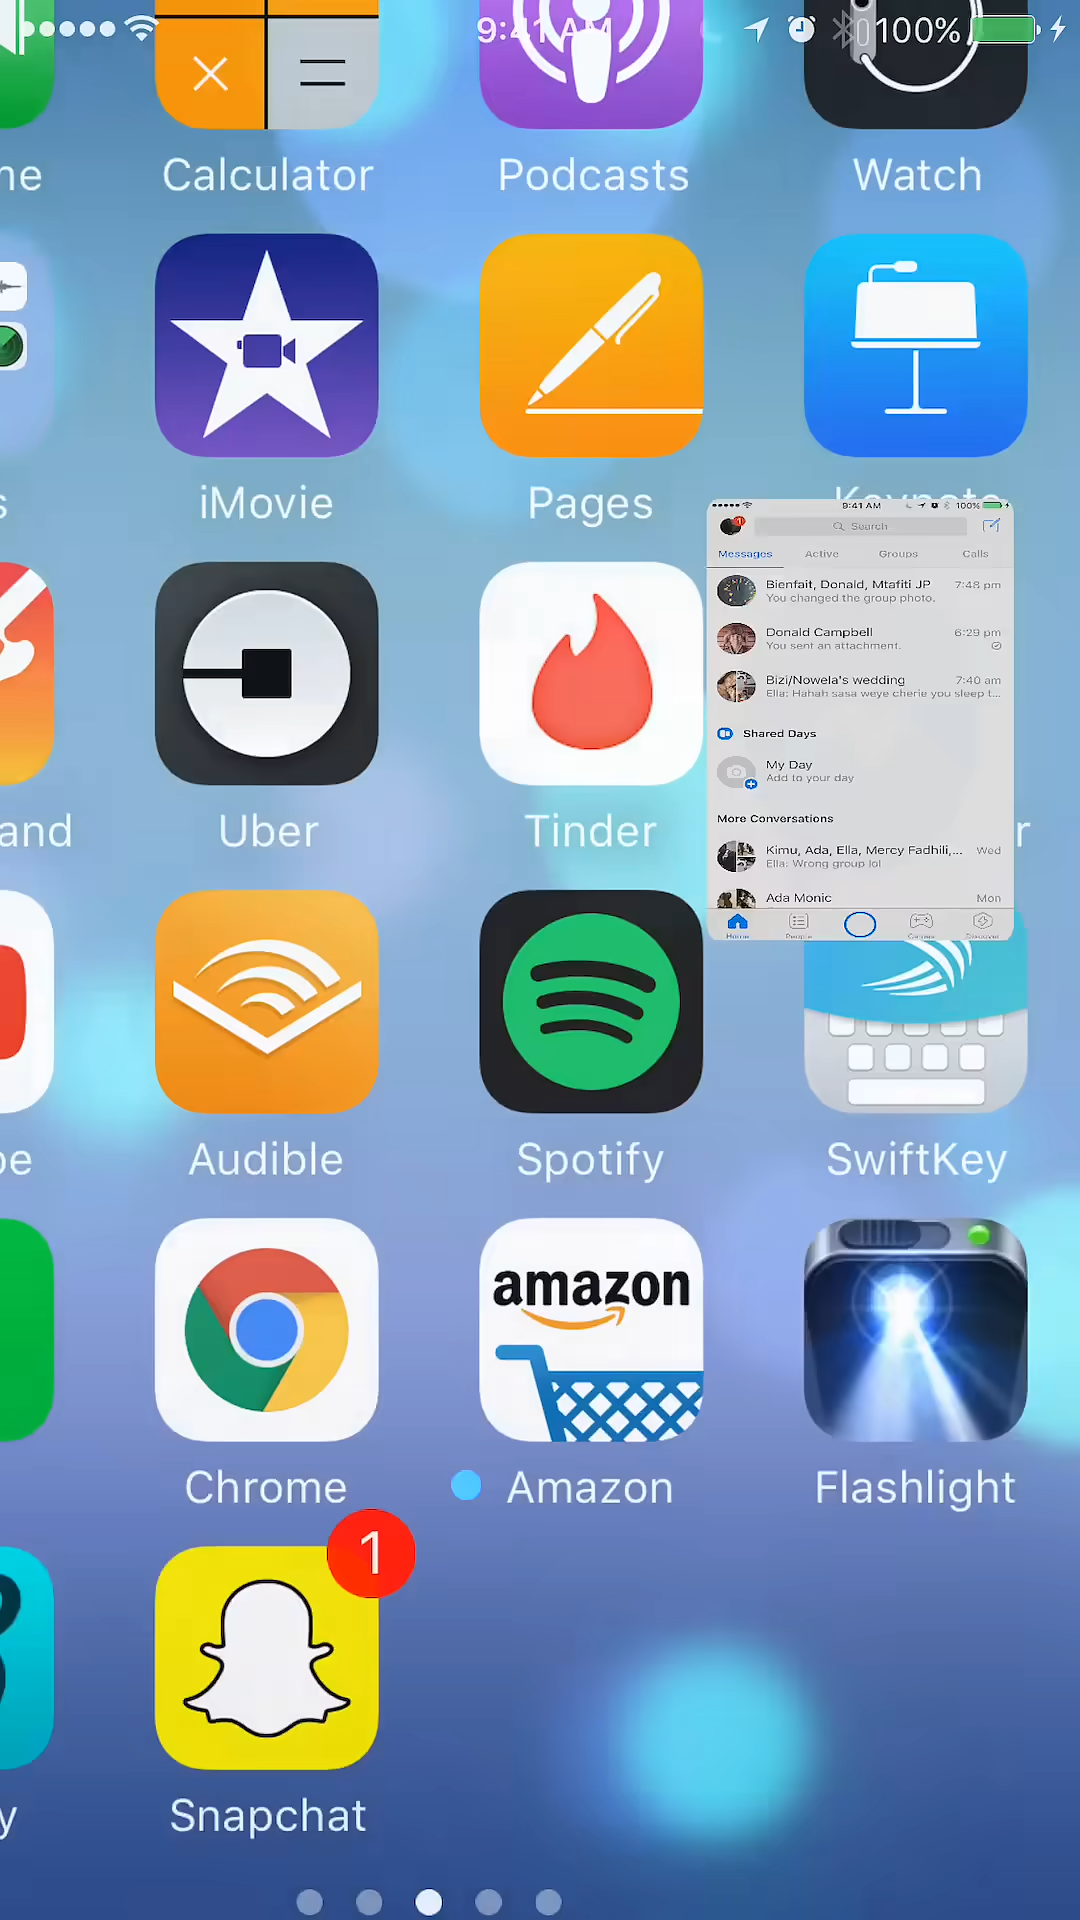 9:41 AM
100%
ne
Calculator
Podcasts
Watch
s
iMovie
Pages
Keynote
9:41 AM
100%
1
Search
Messages
Active
Groups
Calls
Bienfait, Donald, Mtafiti JP
7:48 pm
You changed the group photo.
Donald Campbell
6:29 pm
You sent an attachment.
Bizi/Nowela's wedding
7:40 am
Ella: Hahah sasa weye cherie you sleep t...
Shared Days
My Day
Add to your day
More Conversations
Kimu, Ada, Ella, Mercy Fadhili,...
Wed
Ella: Wrong group lol
Ada Monic
Mon
Home
People
Games
Discover
and
Uber
Tinder
r
be
Audible
Spotify
SwiftKey
amazon
Chrome
Amazon
Flashlight
1
y
Snapchat